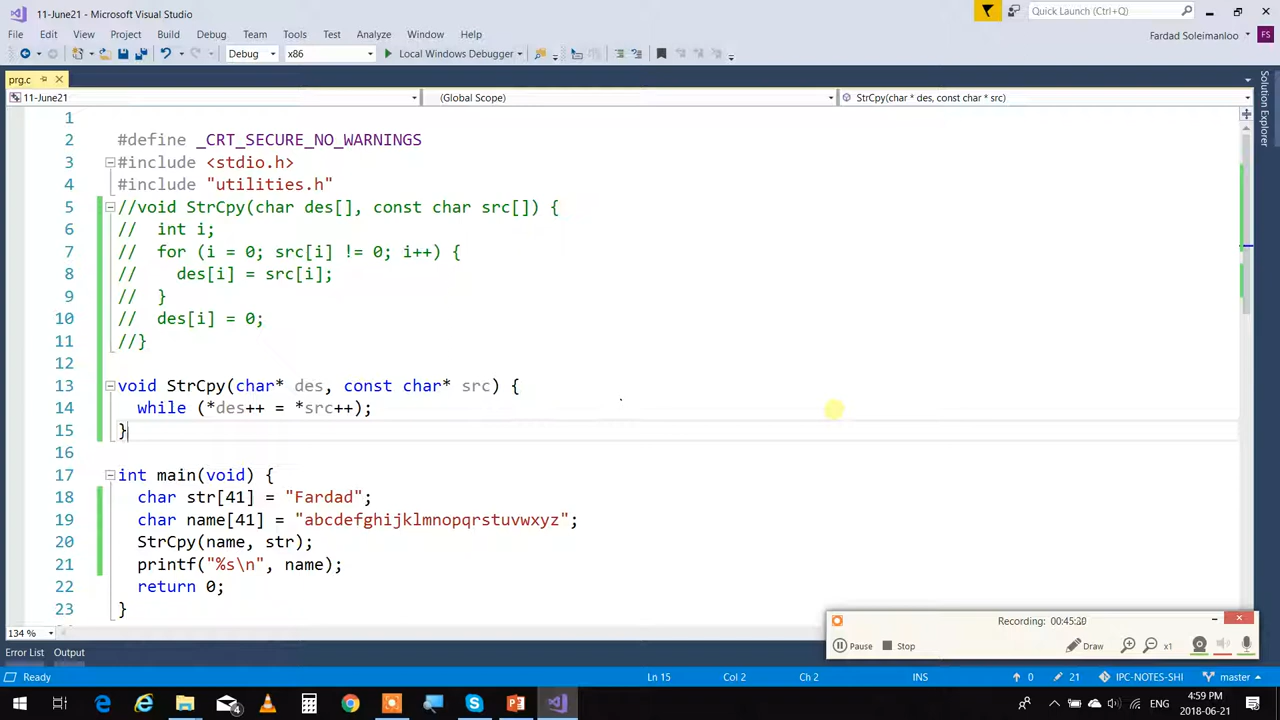 11-June21 - Microsoft Visual Studio
Quick Launch (Ctrl+Q)
File Edit View Project Build Debug Team Tools Test Analyze Window Help
Fardad Soleimanloo FS
Debug x86 Local Windows Debugger
prg.c
11-June21 (Global Scope) StrCpy(char * des, const char * src)
Solution Explorer
1
2 #define _CRT_SECURE_NO_WARNINGS
3 #include <stdio.h>
4 #include "utilities.h"
5 //void StrCpy(char des[], const char src[]) {
6 // int i;
7 // for (i = 0; src[i] != 0; i++) {
8 // des[i] = src[i];
9 // }
10 // des[i] = 0;
11 //}
12
13 void StrCpy(char* des, const char* src) {
14 while (*des++ = *src++);
15 }
16
17 int main(void) {
18 char str[41] = "Fardad";
19 char name[41] = "abcdefghijklmnopqrstuvwxyz";
20 StrCpy(name, str);
21 printf("%s\n", name);
22 return 0;
23 }
134 %
Recording: 00:45:20
Pause Stop Draw x1
Error List Output
Ready Ln 15 Col 2 Ch 2 INS 0 21 IPC-NOTES-SHI master
4
ENG 4:59 PM
2018-06-21